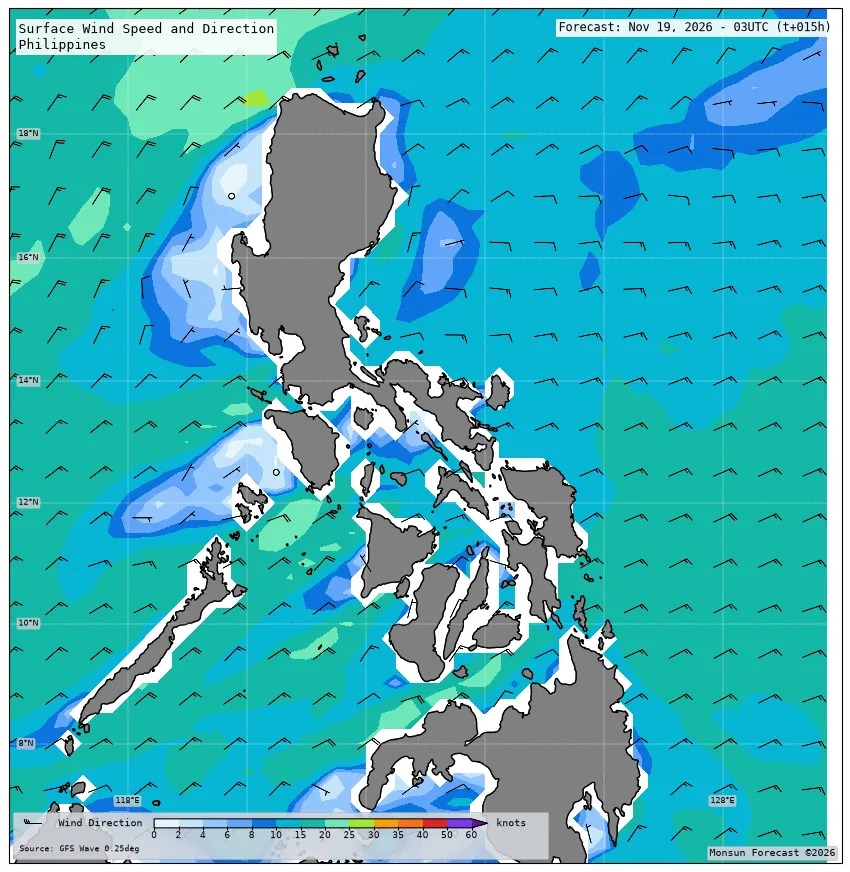 Surface Wind Speed and Direction
Philippines
Forecast: Nov 19, 2026 - 03UTC (t+015h)
18°N
16°N
14°N
12°N
10°N
8°N
118°E
128°E
Wind Direction
0 2 4 6 8 10 15 20 25 30 35 40 50 60
knots
Source: GFS Wave 0.25deg
Monsun Forecast ©2026